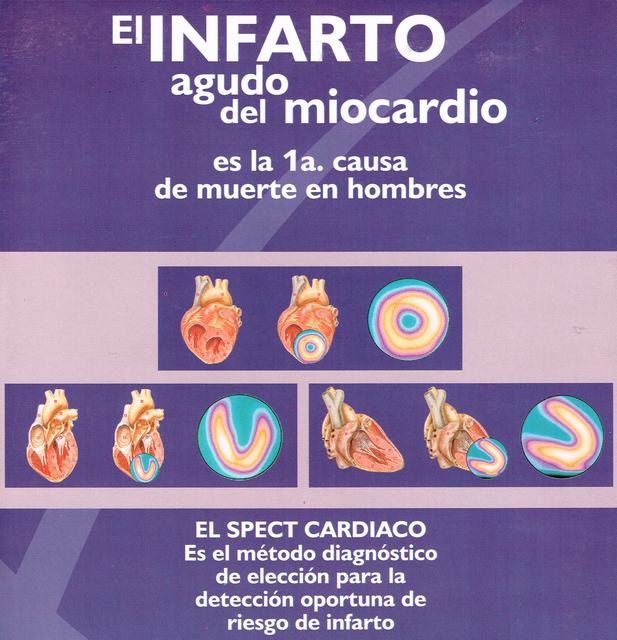 El INFARTO
agudo
del miocardio
es la 1a. causa
de muerte en hombres
EL SPECT CARDIACO
Es el método diagnóstico
de elección para la
detección oportuna de
riesgo de infarto